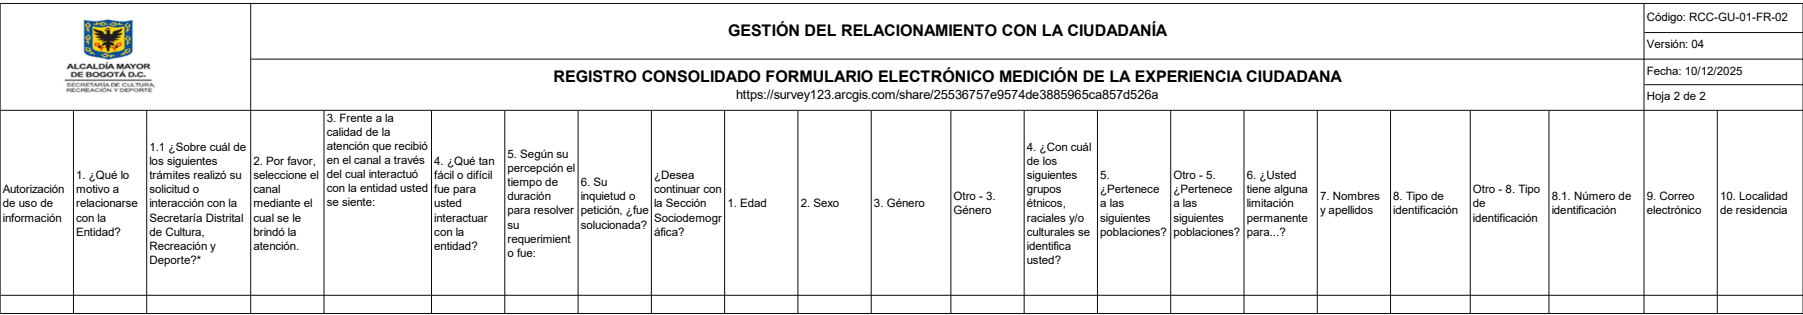 ALCALDÍA MAYOR
DE BOGOTÁ D.C.
SECRETARÍA DE CULTURA,
RECREACIÓN Y DEPORTE
GESTIÓN DEL RELACIONAMIENTO CON LA CIUDADANÍA
Código: RCC-GU-01-FR-02
Versión: 04
REGISTRO CONSOLIDADO FORMULARIO ELECTRÓNICO MEDICIÓN DE LA EXPERIENCIA CIUDADANA
https://survey123.arcgis.com/share/25536757e9574de3885965ca857d526a
Fecha: 10/12/2025
Hoja 2 de 2
Autorización
de uso de
información
1. ¿Qué lo
motivo a
relacionarse
con la
Entidad?
1.1 ¿Sobre cuál de
los siguientes
trámites realizó su
solicitud o
interacción con la
Secretaría Distrital
de Cultura,
Recreación y
Deporte?*
2. Por favor,
seleccione el
canal
mediante el
cual se le
brindó la
atención.
3. Frente a la
calidad de la
atención que recibió
en el canal a través
del cual interactuó
con la entidad usted
se siente:
4. ¿Qué tan
fácil o difícil
fue para
usted
interactuar
con la
entidad?
5. Según su
percepción el
tiempo de
duración
para resolver
su
requerimient
o fue:
6. Su
inquietud o
petición, ¿fue
solucionada?
¿Desea
continuar con
la Sección
Sociodemogr
áfica?
1. Edad
2. Sexo
3. Género
Otro - 3.
Género
4. ¿Con cuál
de los
siguientes
grupos
étnicos,
raciales y/o
culturales se
identifica
usted?
5.
¿Pertenece
a las
siguientes
poblaciones?
Otro - 5.
¿Pertenece
a las
siguientes
poblaciones?
6. ¿Usted
tiene alguna
limitación
permanente
para...?
7. Nombres
y apellidos
8. Tipo de
identificación
Otro - 8. Tipo
de
identificación
8.1. Número de
identificación
9. Correo
electrónico
10. Localidad
de residencia